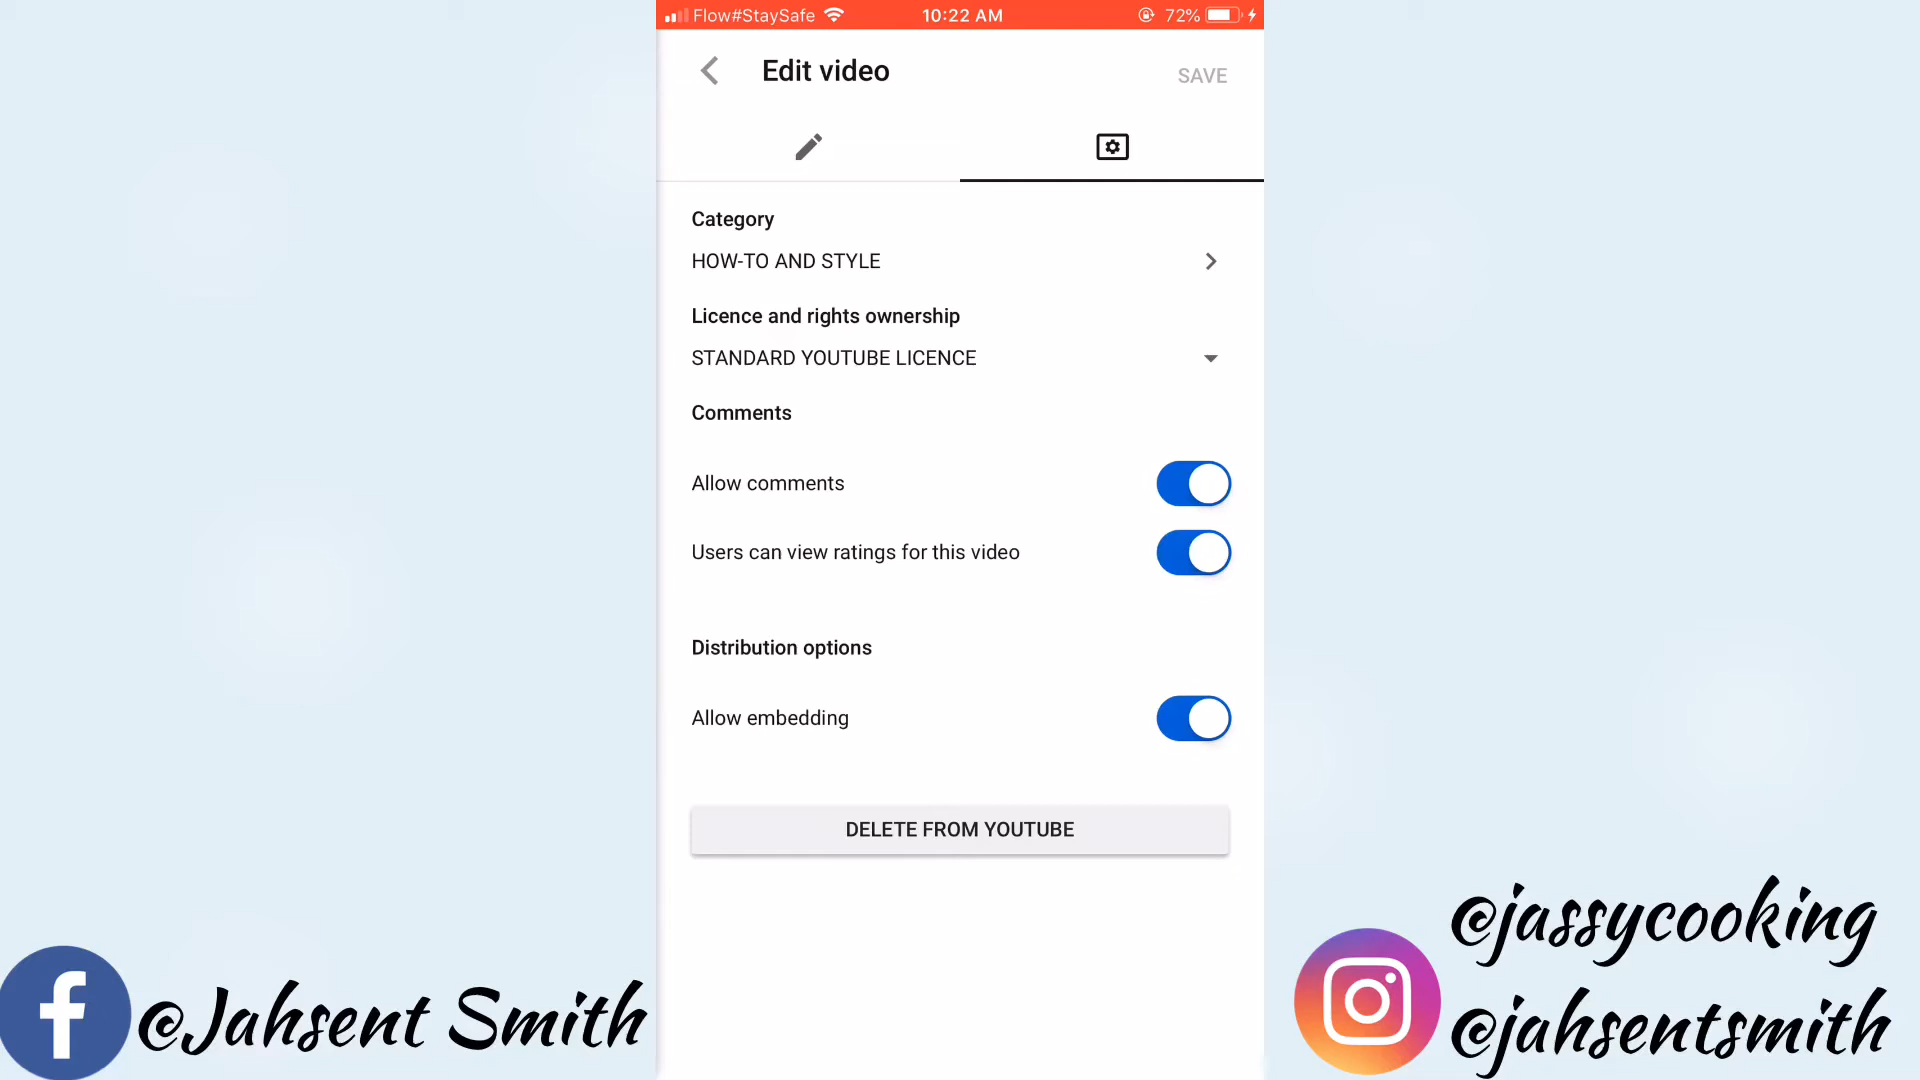 Flow#StaySafe 10:22 AM 72%
Edit video SAVE
Category
HOW-TO AND STYLE
Licence and rights ownership
STANDARD YOUTUBE LICENCE
Comments
Allow comments
Users can view ratings for this video
Distribution options
Allow embedding
DELETE FROM YOUTUBE
@Jahsent Smith
@jassycooking
@jahsentsmith